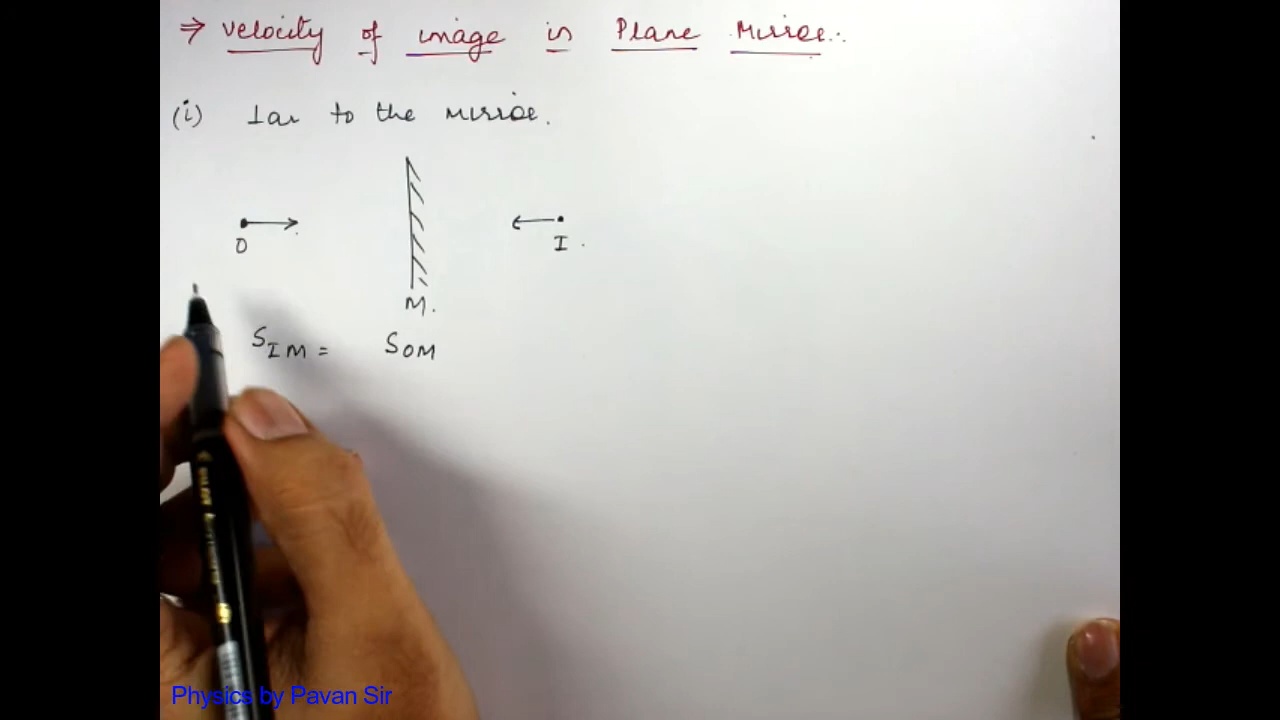 ⇒ velocity of image in Plane Mirror.
(i) ⊥ar to the mirror.
O
I
M.
S_IM = S_OM
Physics by Pavan Sir